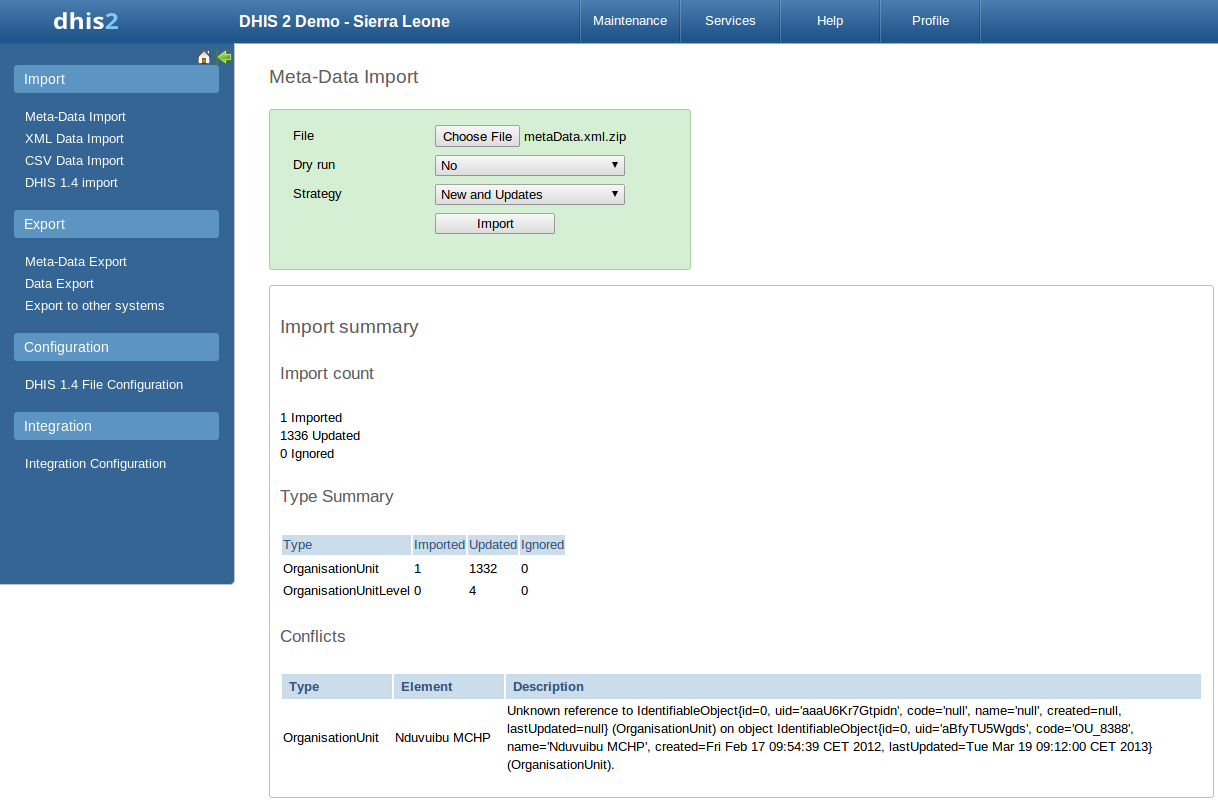 dhis2
DHIS 2 Demo - Sierra Leone
Maintenance
Services
Help
Profile
Import
Meta-Data Import
XML Data Import
CSV Data Import
DHIS 1.4 import
Export
Meta-Data Export
Data Export
Export to other systems
Configuration
DHIS 1.4 File Configuration
Integration
Integration Configuration
Meta-Data Import
File Choose File metaData.xml.zip
Dry run No
Strategy New and Updates
Import
Import summary
Import count
1 Imported
1336 Updated
0 Ignored
Type Summary
Type Imported Updated Ignored
OrganisationUnit 1 1332 0
OrganisationUnitLevel 0 4 0
Conflicts
Type Element Description
OrganisationUnit Nduvuibu MCHP
Unknown reference to IdentifiableObject{id=0, uid='aaaU6Kr7Gtpidn', code='null', name='null', created=null,
lastUpdated=null} (OrganisationUnit) on object IdentifiableObject{id=0, uid='aBfyTU5Wgds', code='OU_8388',
name='Nduvuibu MCHP', created=Fri Feb 17 09:54:39 CET 2012, lastUpdated=Tue Mar 19 09:12:00 CET 2013}
(OrganisationUnit).